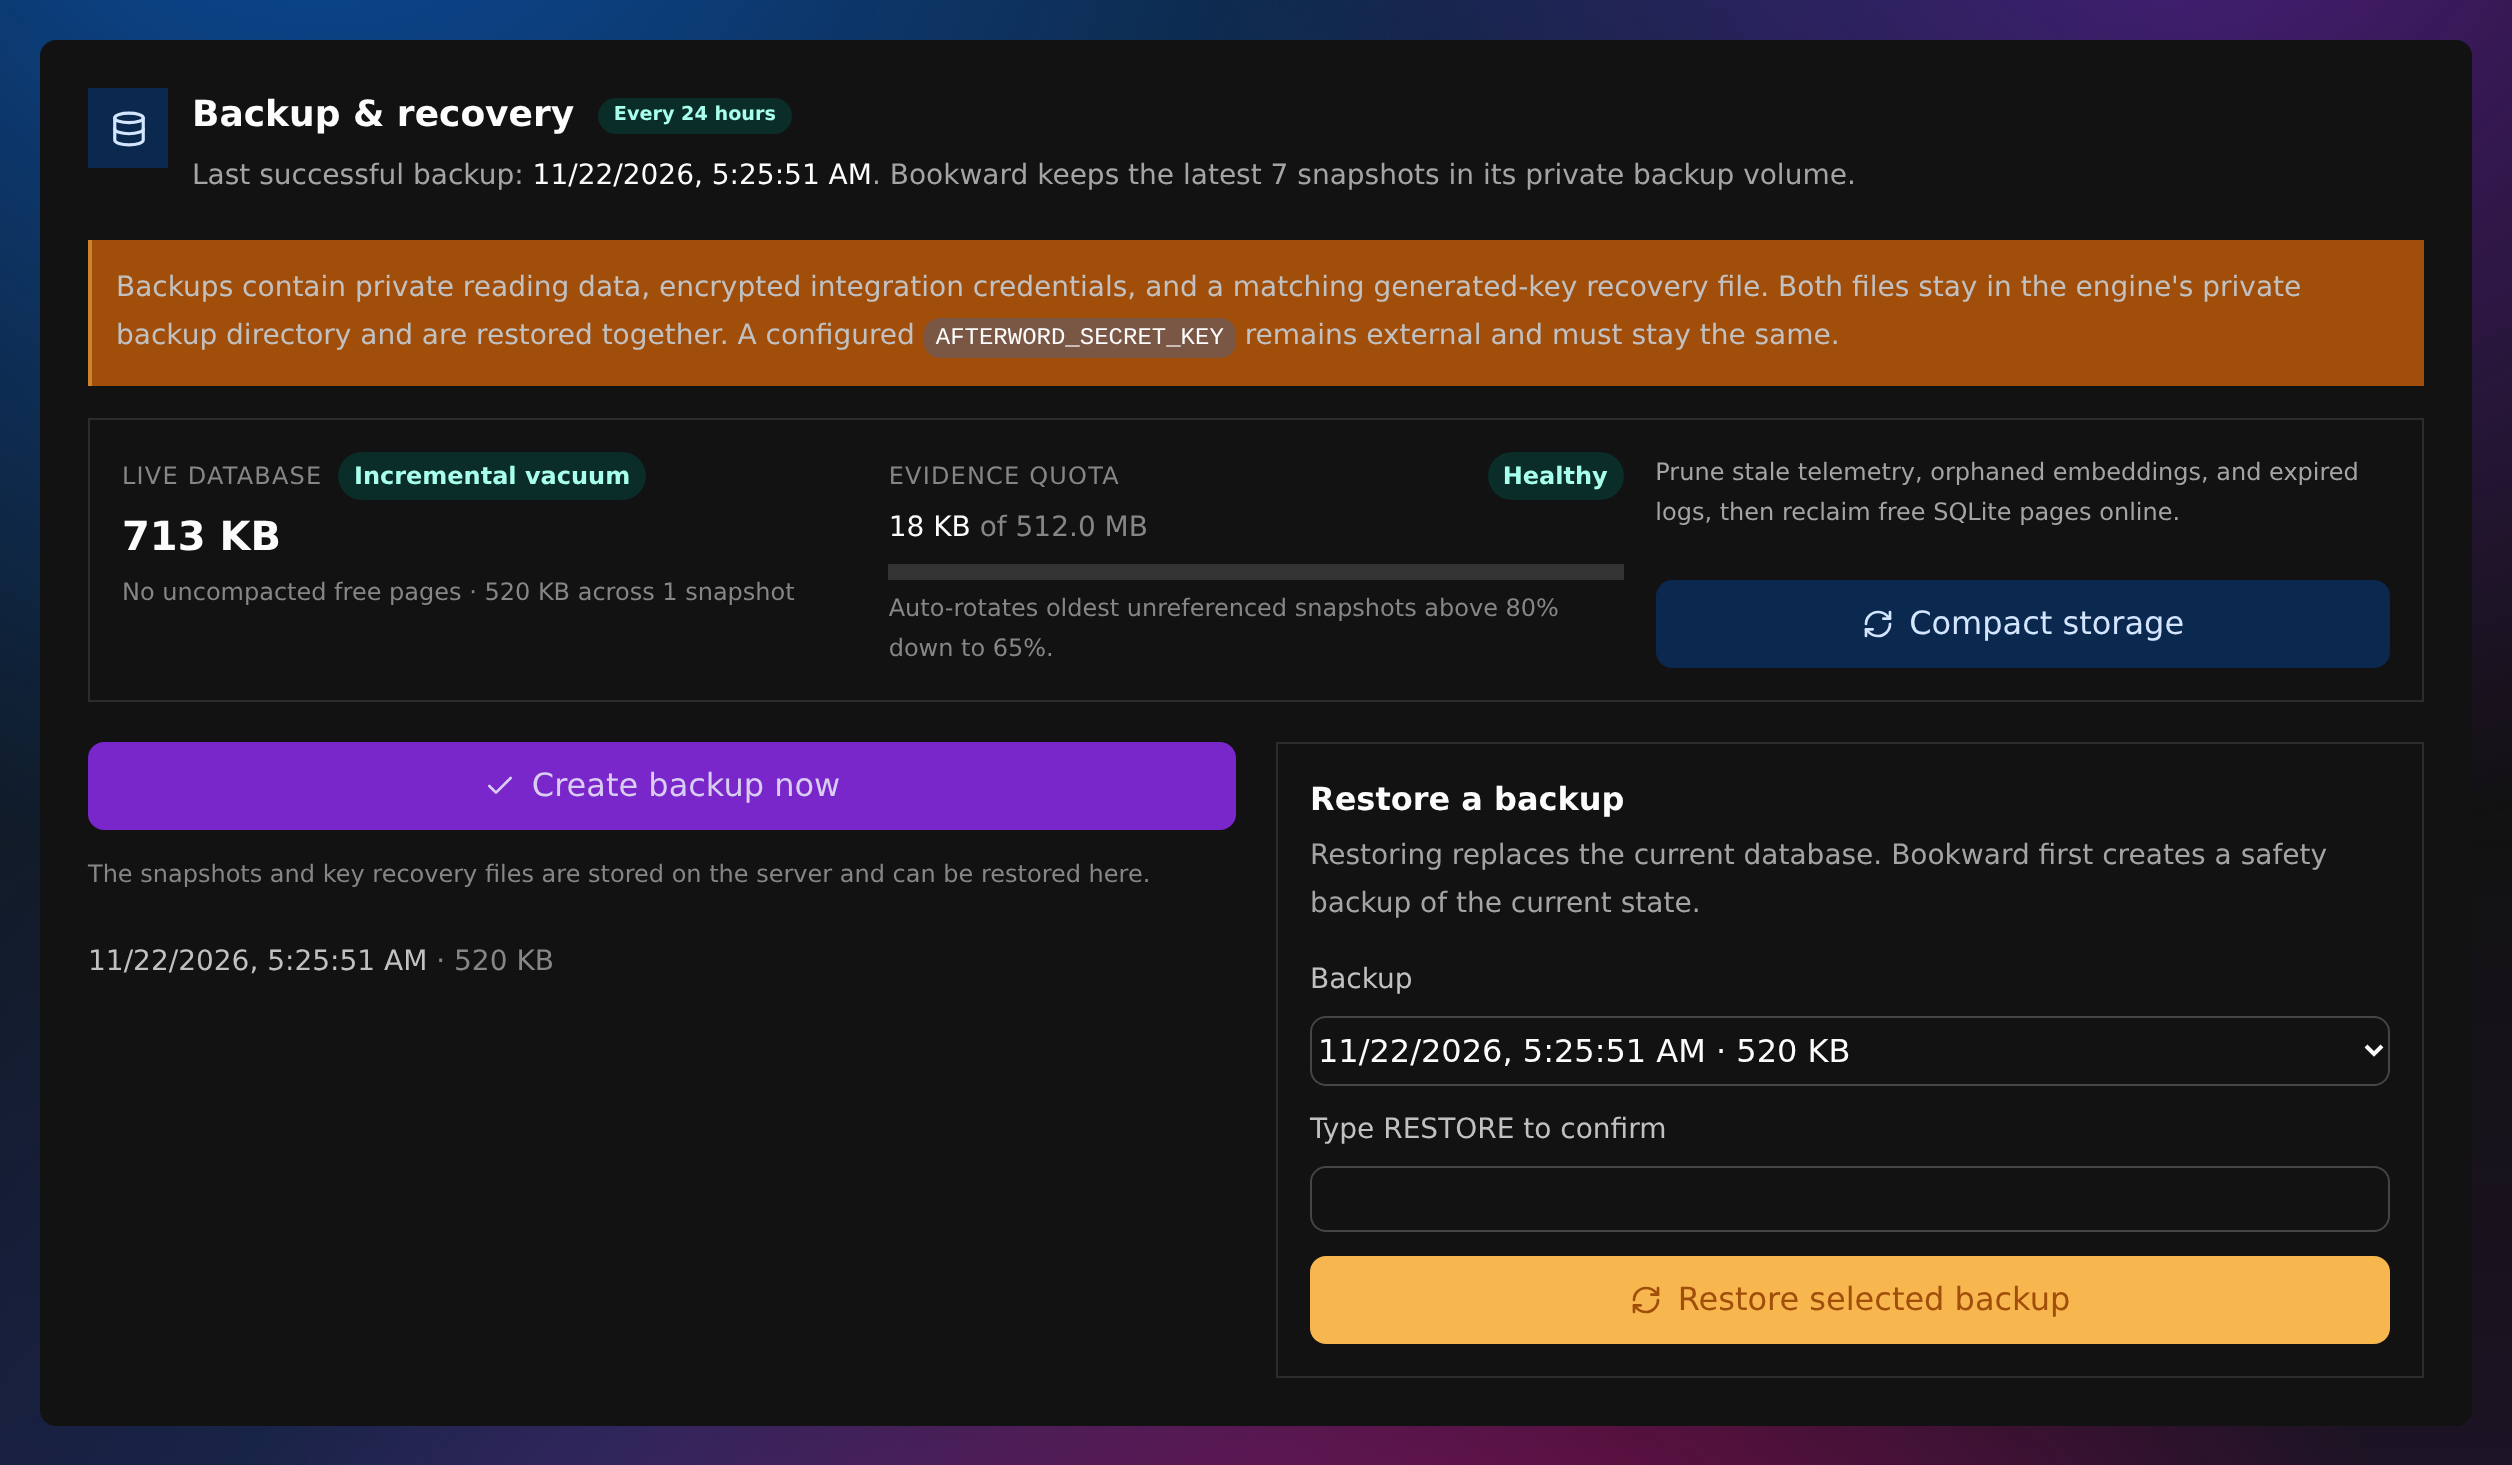 Backup & recovery Every 24 hours
Last successful backup: 11/22/2026, 5:25:51 AM. Bookward keeps the latest 7 snapshots in its private backup volume.
Backups contain private reading data, encrypted integration credentials, and a matching generated-key recovery file. Both files stay in the engine's private
backup directory and are restored together. A configured AFTERWORD_SECRET_KEY remains external and must stay the same.
LIVE DATABASE Incremental vacuum
713 KB
No uncompacted free pages · 520 KB across 1 snapshot
EVIDENCE QUOTA Healthy
18 KB of 512.0 MB
Auto-rotates oldest unreferenced snapshots above 80%
down to 65%.
Prune stale telemetry, orphaned embeddings, and expired
logs, then reclaim free SQLite pages online.
Compact storage
Create backup now
The snapshots and key recovery files are stored on the server and can be restored here.
11/22/2026, 5:25:51 AM · 520 KB
Restore a backup
Restoring replaces the current database. Bookward first creates a safety
backup of the current state.
Backup
11/22/2026, 5:25:51 AM · 520 KB
Type RESTORE to confirm
Restore selected backup